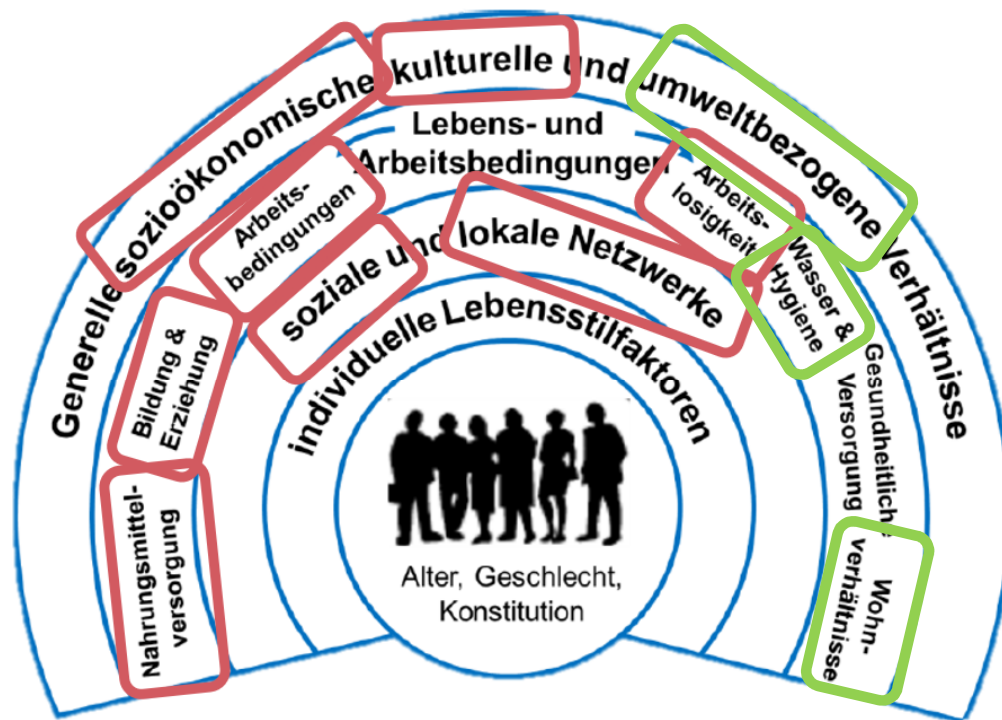 Generelle sozioökonomische kulturelle und umweltbezogene Verhältnisse
Lebens- und
Arbeitsbedingungen
Nahrungsmittel-
versorgung
Bildung &
Erziehung
Arbeits-
bedingungen
Arbeits-
losigkeit
Wasser &
Hygiene
Gesundheitliche
Versorgung
Wohn-
verhältnisse
soziale und lokale Netzwerke
individuelle Lebensstilfaktoren
Alter, Geschlecht,
Konstitution